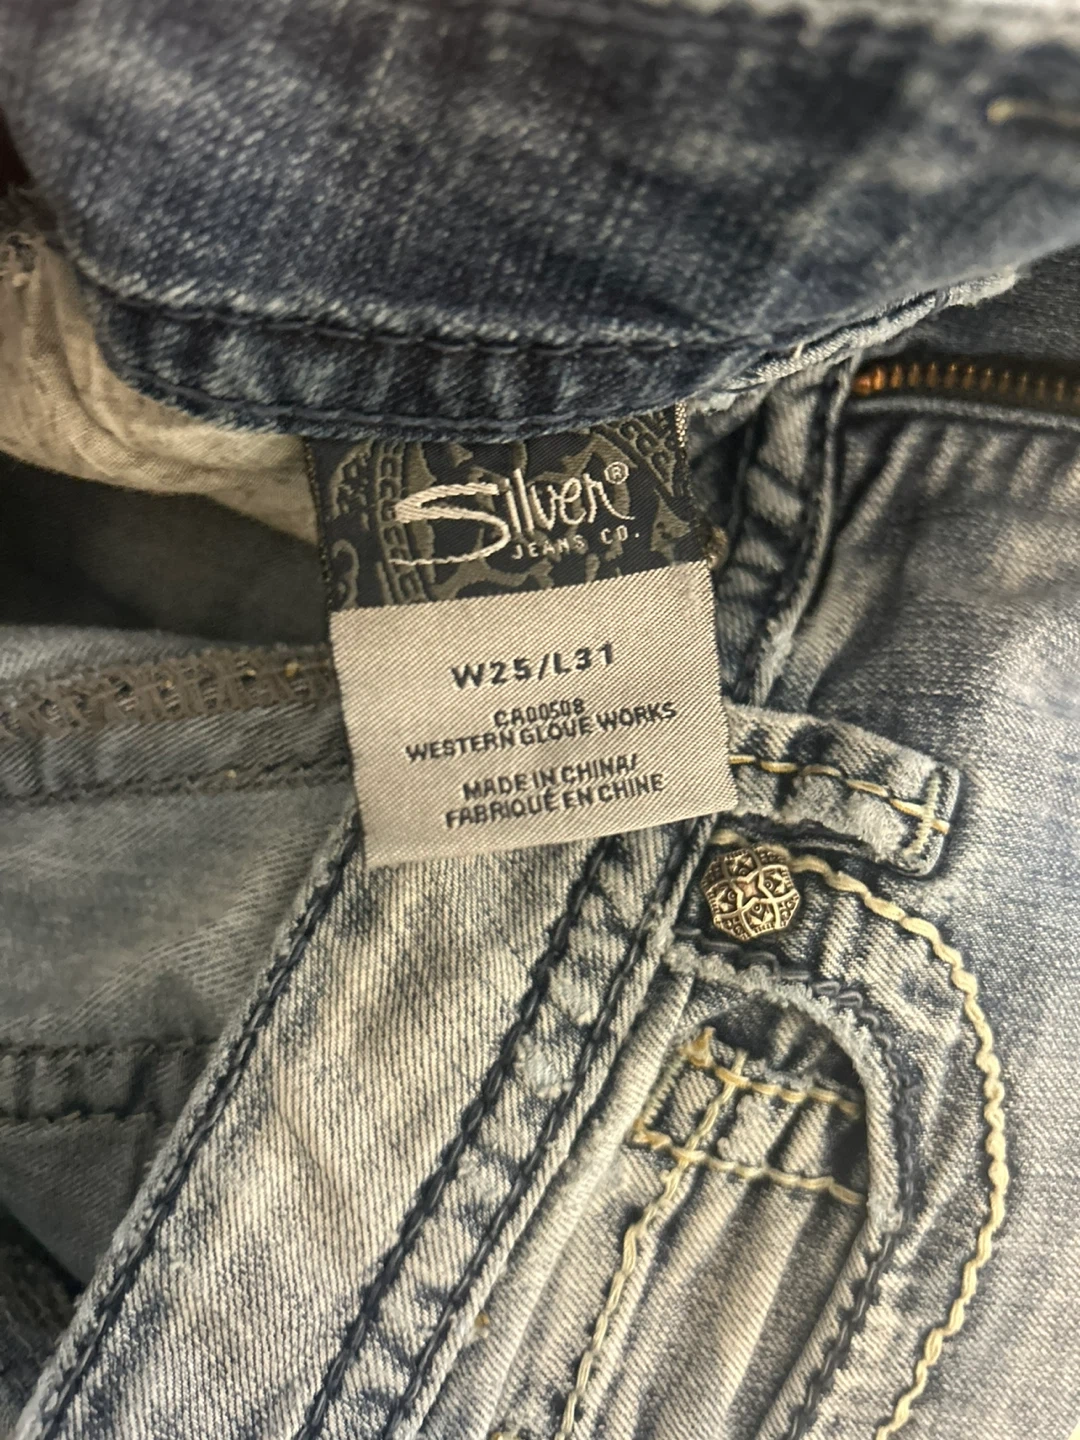 Silver®
JEANS CO.
W25/L31
CA00508
WESTERN GLOVE WORKS
MADE IN CHINA/
FABRIQUÉ EN CHINE